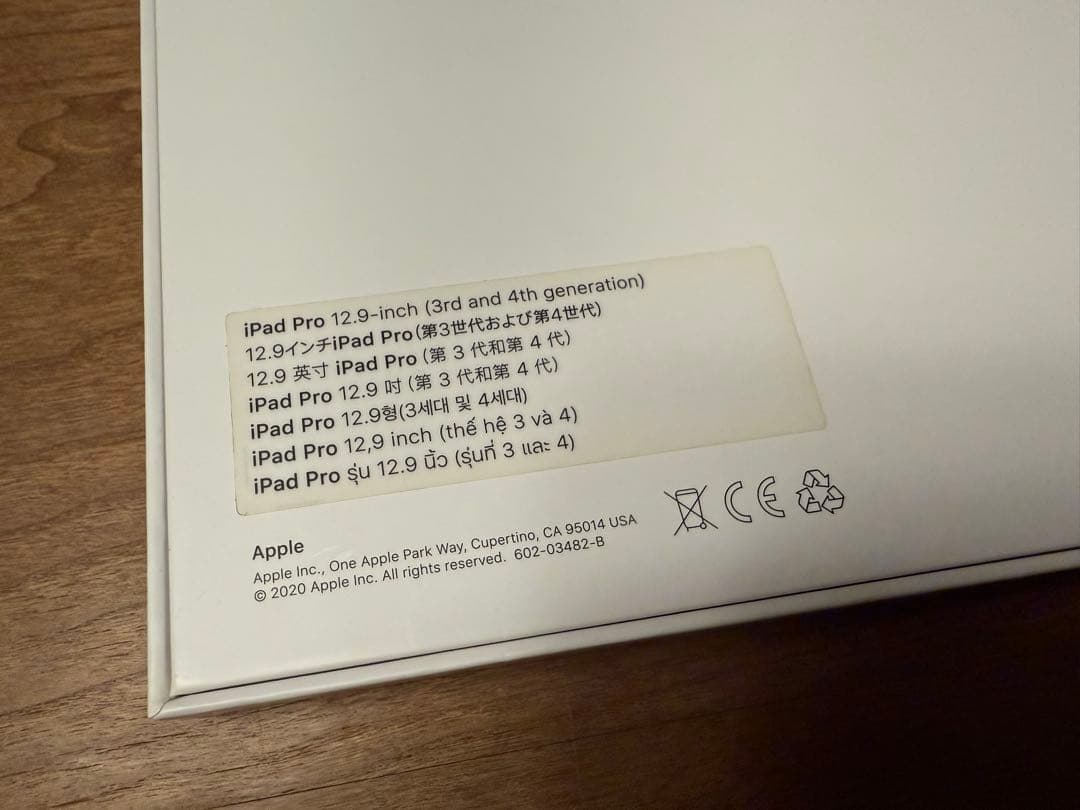 iPad Pro 12.9-inch (3rd and 4th generation)
12.9インチiPad Pro(第3世代および第4世代)
12.9 英寸 iPad Pro (第 3 代和第 4 代)
iPad Pro 12.9 吋 (第 3 代和第 4 代)
iPad Pro 12.9형(3세대 및 4세대)
iPad Pro 12,9 inch (thế hệ 3 và 4)
iPad Pro รุ่น 12.9 นิ้ว (รุ่นที่ 3 และ 4)
Apple
Apple Inc., One Apple Park Way, Cupertino, CA 95014 USA
© 2020 Apple Inc. All rights reserved. 602-03482-B
CE